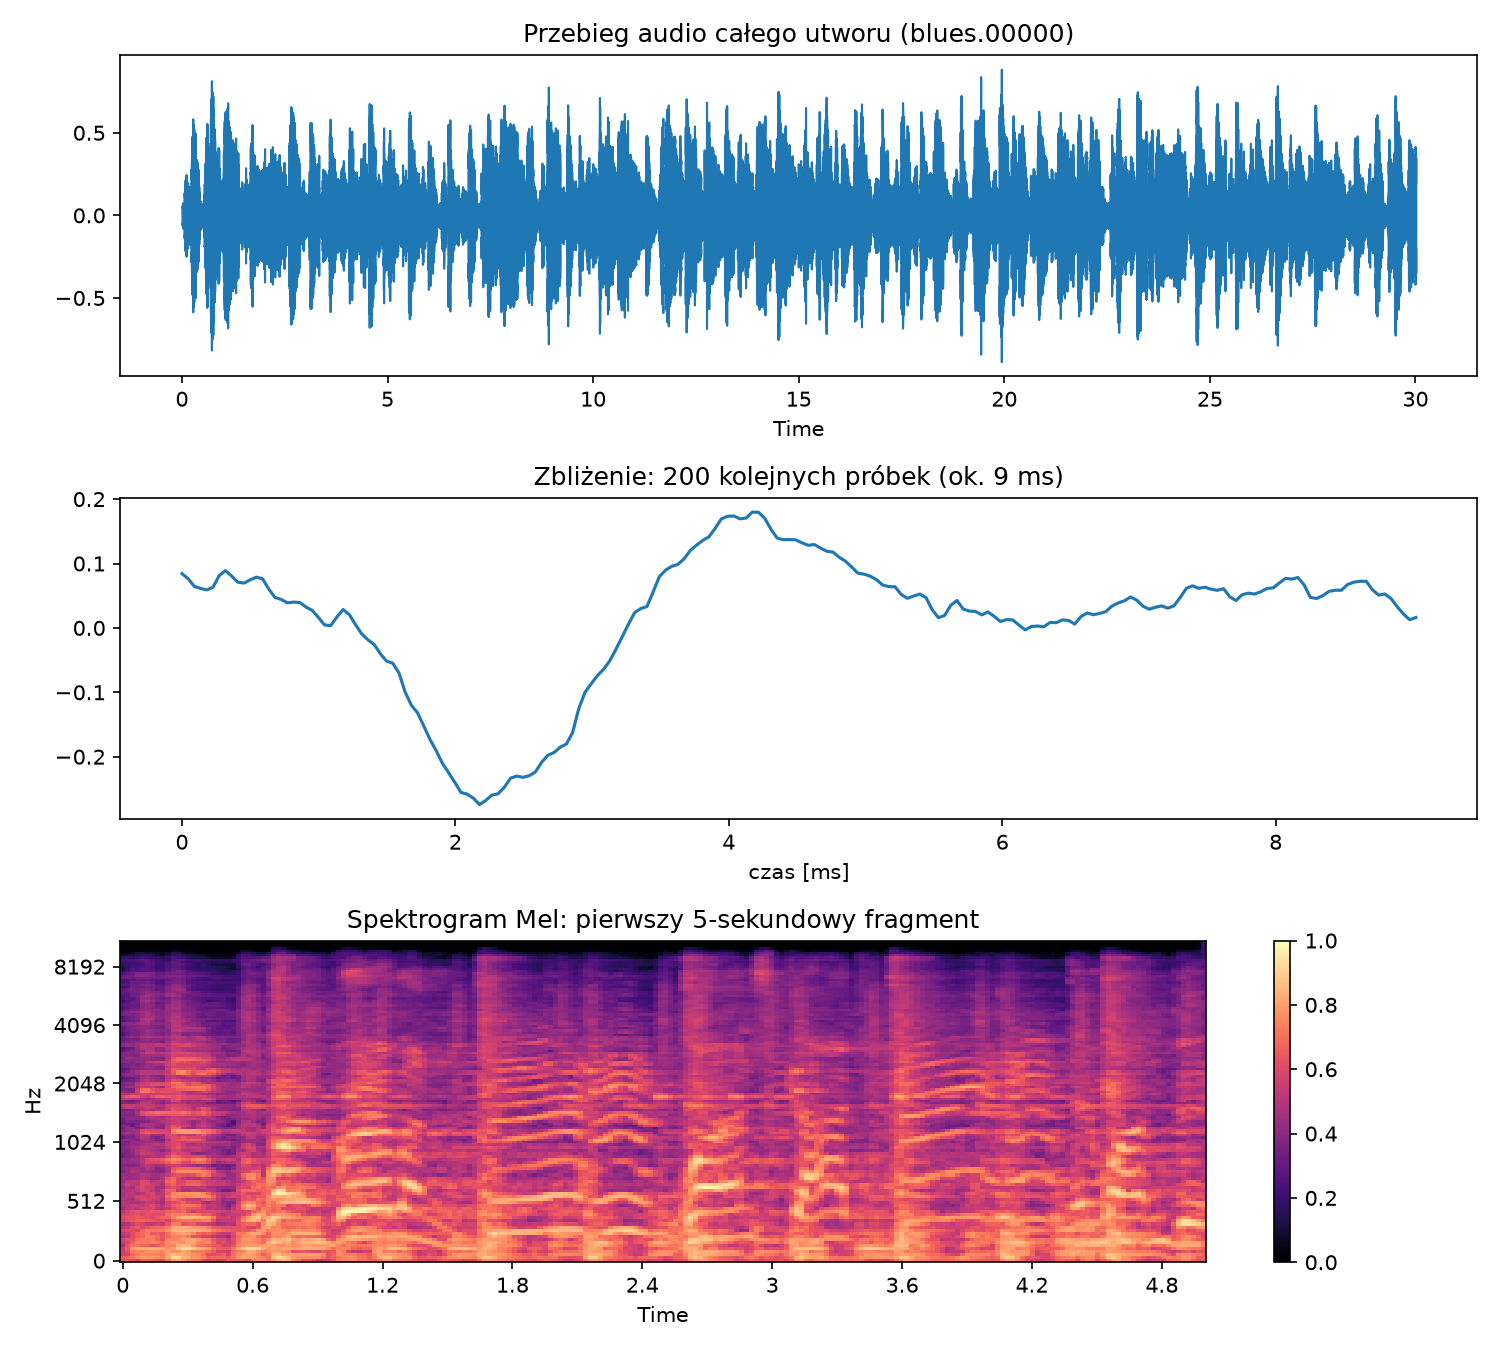 Przebieg audio całego utworu (blues.00000)
0.5
0.0
−0.5
0 5 10 15 20 25 30
Time
Zbliżenie: 200 kolejnych próbek (ok. 9 ms)
0.2
0.1
0.0
−0.1
−0.2
0 2 4 6 8
czas [ms]
Spektrogram Mel: pierwszy 5-sekundowy fragment
Hz
8192
4096
2048
1024
512
0
0 0.6 1.2 1.8 2.4 3 3.6 4.2 4.8
Time
1.0
0.8
0.6
0.4
0.2
0.0